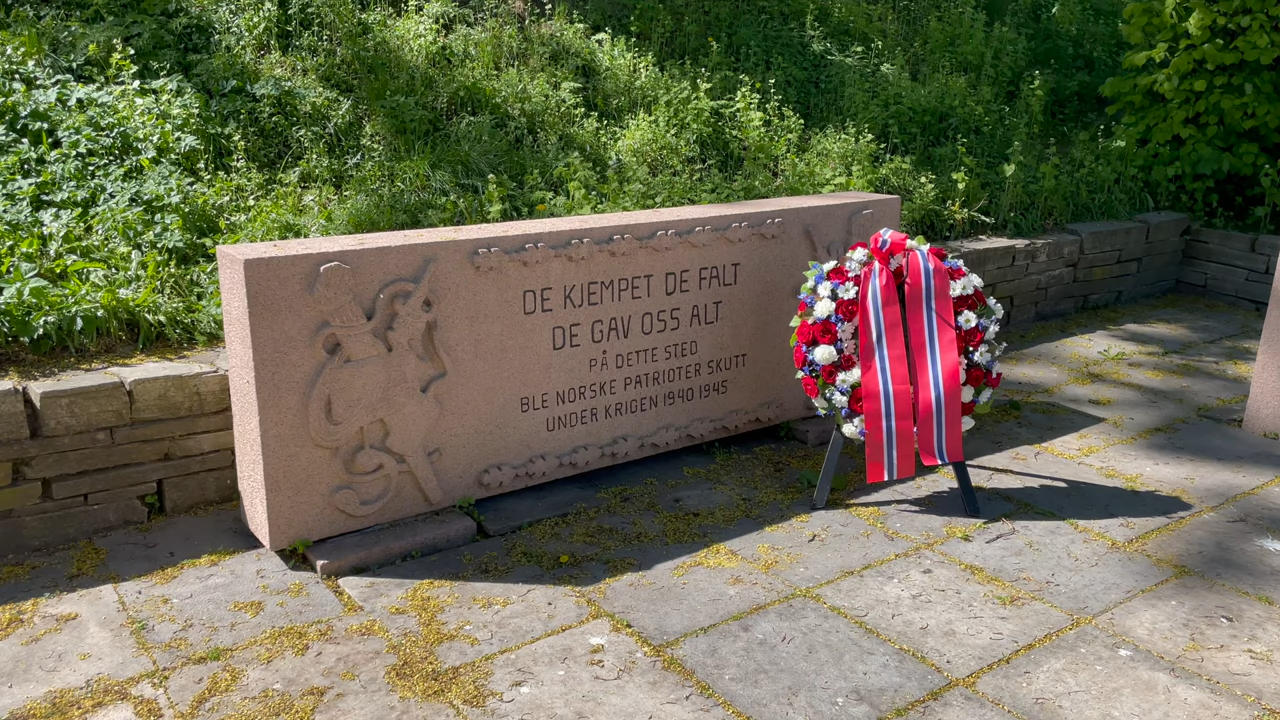 DE KJEMPET DE FALT
DE GAV OSS ALT
PÅ DETTE STED
BLE NORSKE PATRIOTER SKUTT
UNDER KRIGEN 1940 1945